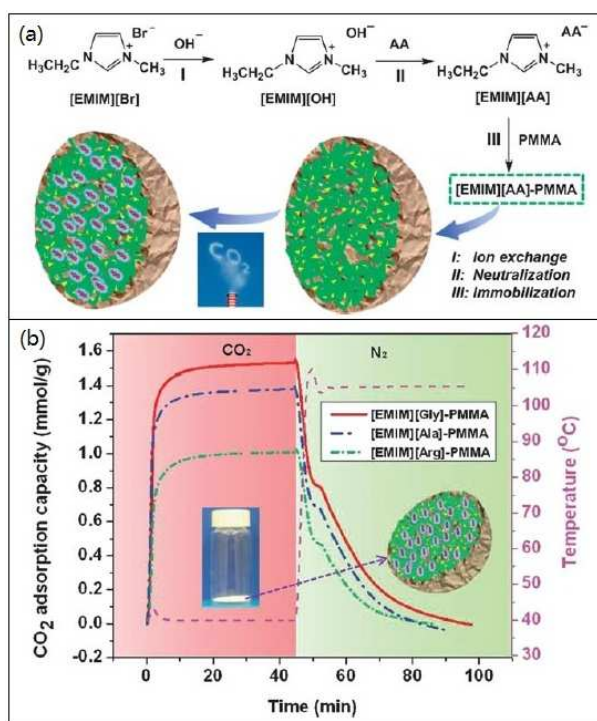 (a)
Br⁻
OH⁻
OH⁻
AA
AA⁻
H₃CH₂C N + N CH₃
I
H₃CH₂C N + N CH₃
II
H₃CH₂C N + N CH₃
[EMIM][Br]
[EMIM][OH]
[EMIM][AA]
III PMMA
[EMIM][AA]-PMMA
CO₂
I: Ion exchange
II: Neutralization
III: Immobilization
(b)
CO₂
N₂
[EMIM][Gly]-PMMA
[EMIM][Ala]-PMMA
[EMIM][Arg]-PMMA
CO₂ adsorption capacity (mmol/g)
1.6
1.4
1.2
1.0
0.8
0.6
0.4
0.2
0.0
-0.2
Temperature (°C)
120
110
100
90
80
70
60
50
40
30
0 20 40 60 80 100
Time (min)